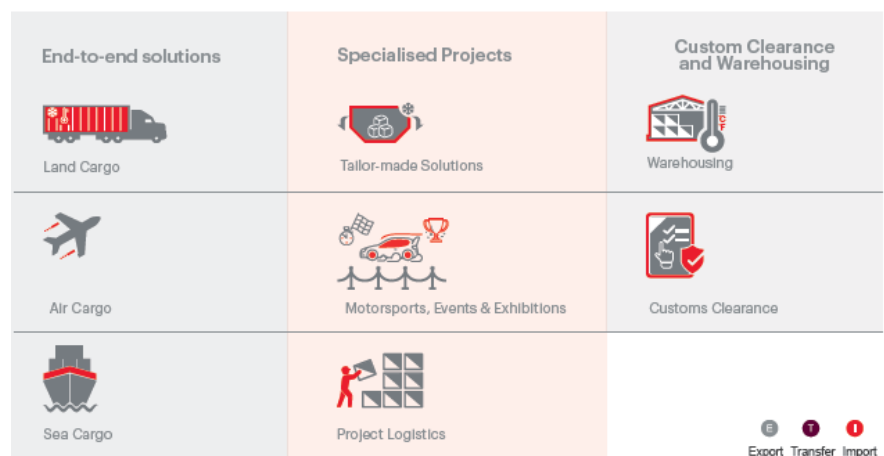 End-to-end solutions
Specialised Projects
Custom Clearance
and Warehousing
Land Cargo
Tailor-made Solutions
Warehousing
Air Cargo
Motorsports, Events & Exhibitions
Customs Clearance
Sea Cargo
Project Logistics
E T I
Export Transfer Import